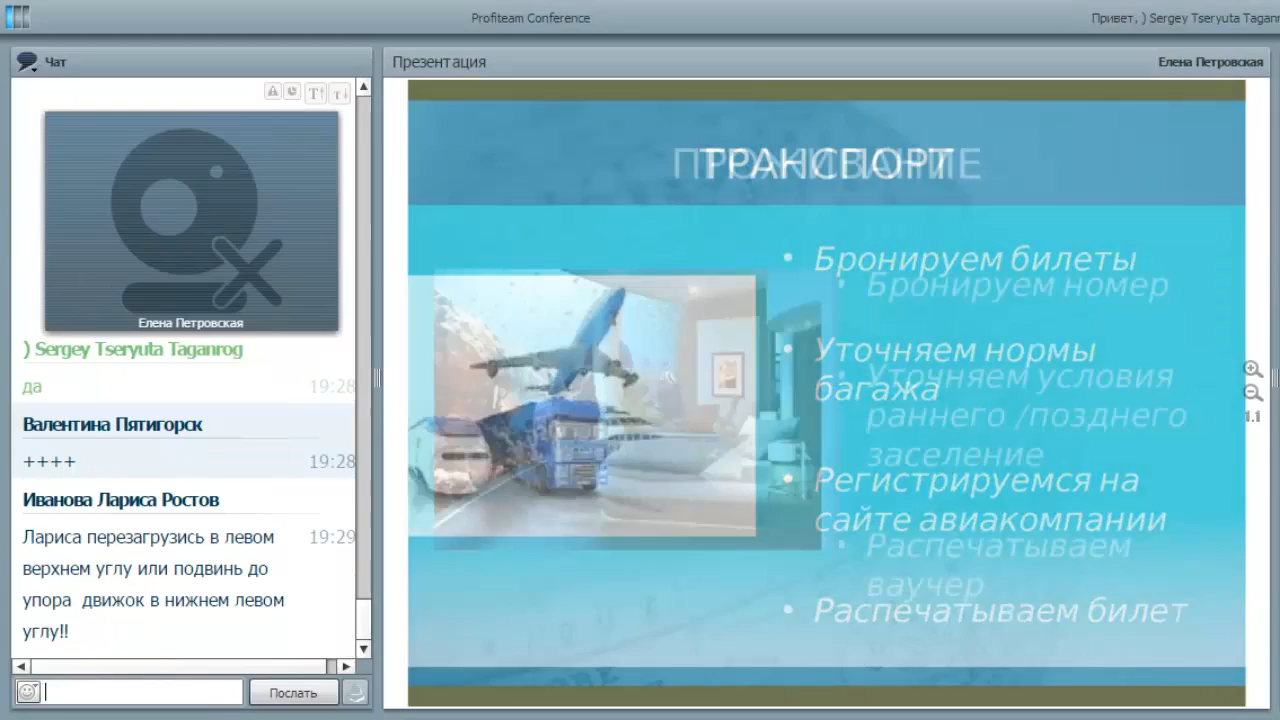 Profiteam Conference
Привет, ) Sergey Tseryuta Taganr
Чат
Елена Петровская
) Sergey Tseryuta Taganrog
да 19:28
Валентина Пятигорск
++++ 19:28
Иванова Лариса Ростов
Лариса перезагрузись в левом 19:29
верхнем углу или подвинь до
упора движок в нижнем левом
углу!!
Послать
Презентация
Елена Петровская
ТРАНСПОРТ
ПРОЖИВАНИЕ
• Бронируем билеты
• Бронируем номер
• Уточняем нормы
багажа
• Уточняем условия
раннего /позднего
заселение
• Регистрируемся на
сайте авиакомпании
• Распечатываем
ваучер
• Распечатываем билет
1.1